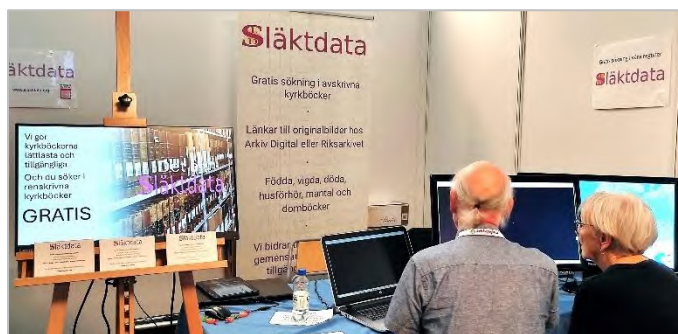 äktdata
Vi gör
kyrkböckerna
lättlästa och
tillgängliga
Och du söker i
renskrivna
kyrkböcker
GRATIS
Släktdata
Släktdata
Släktdata
Släktdata
Släktdata
Gratis sökning i avskrivna
kyrkböcker
Länkar till originalbilder hos
Arkiv Digital eller Riksarkivet
Födda, vigda, döda,
husförhör, mantal och
domböcker
Vi bidrar
gemensam
tillgän
Släktdata